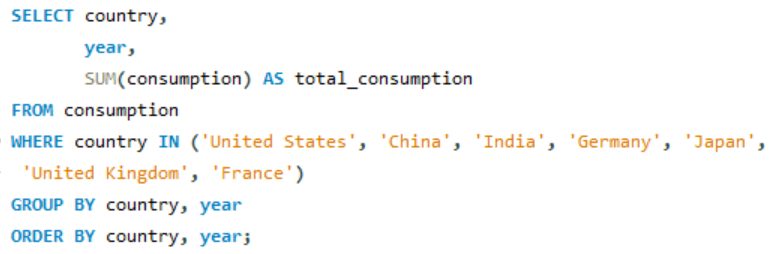 SELECT country,
year,
SUM(consumption) AS total_consumption
FROM consumption
WHERE country IN ('United States', 'China', 'India', 'Germany', 'Japan',
'United Kingdom', 'France')
GROUP BY country, year
ORDER BY country, year;